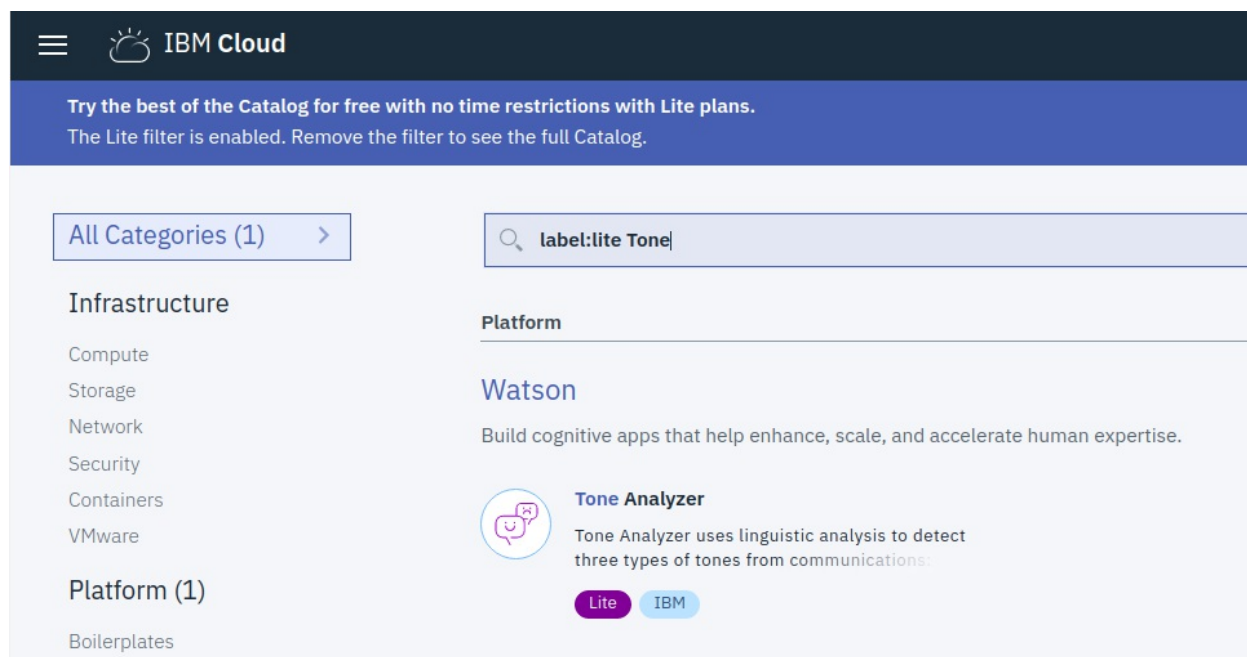 IBM Cloud
Try the best of the Catalog for free with no time restrictions with Lite plans.
The Lite filter is enabled. Remove the filter to see the full Catalog.
All Categories (1)
label:lite Tone
Infrastructure
Compute
Storage
Network
Security
Containers
VMware
Platform (1)
Boilerplates
Platform
Watson
Build cognitive apps that help enhance, scale, and accelerate human expertise.
Tone Analyzer
Tone Analyzer uses linguistic analysis to detect
three types of tones from communications:
Lite
IBM